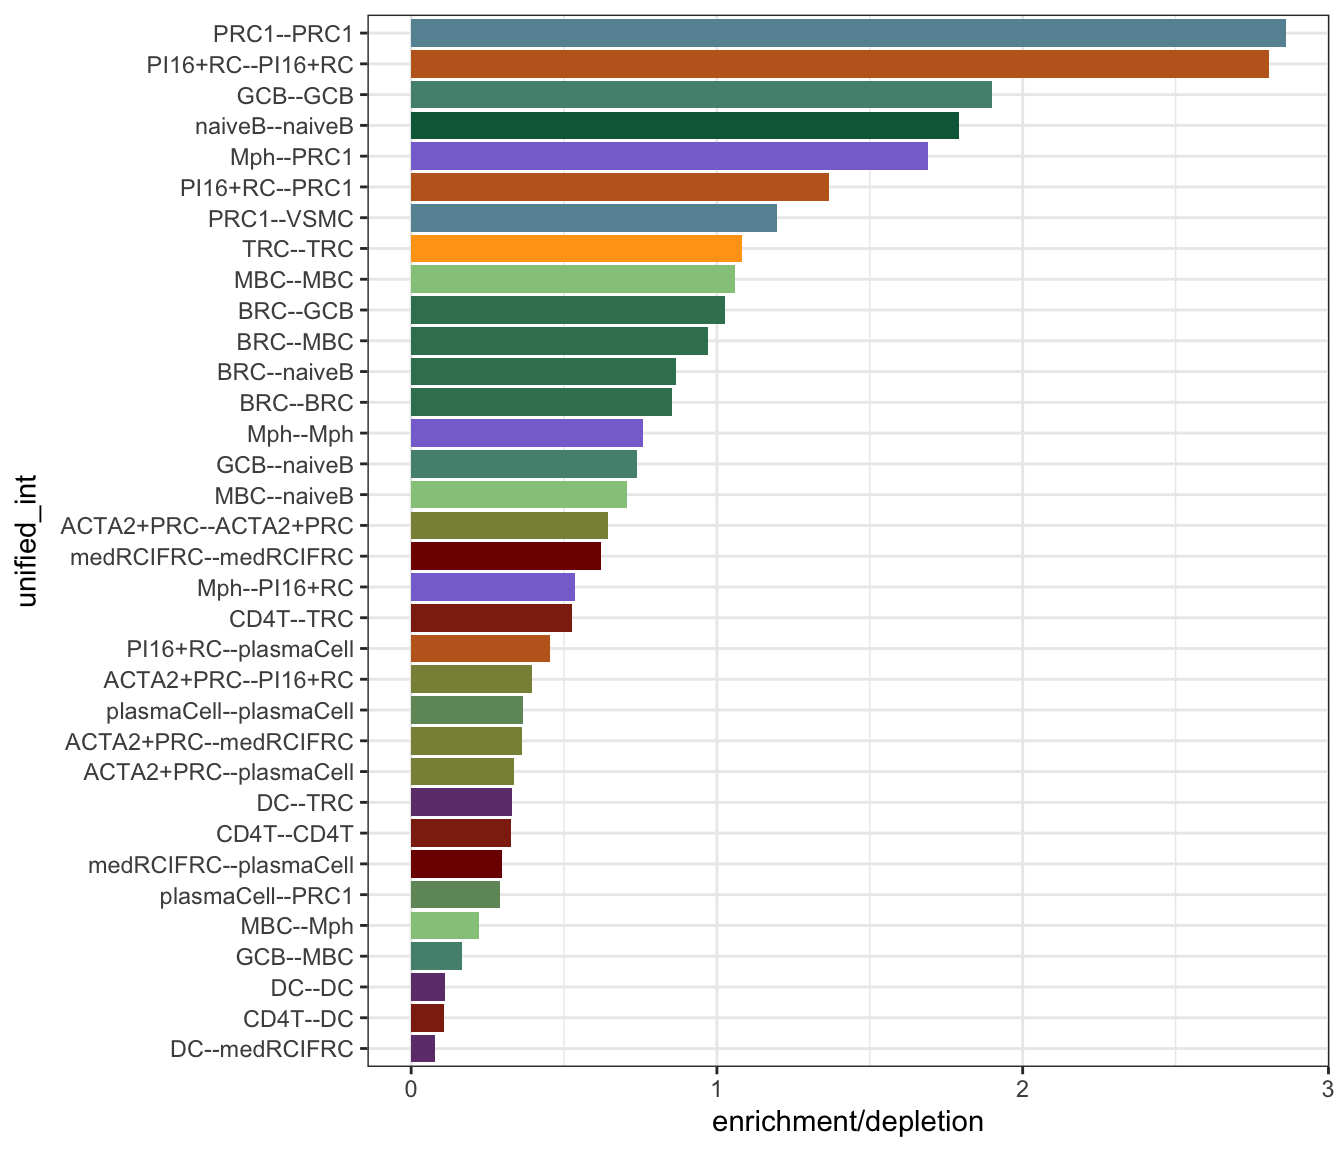 PRC1--PRC1
PI16+RC--PI16+RC
GCB--GCB
naiveB--naiveB
Mph--PRC1
PI16+RC--PRC1
PRC1--VSMC
TRC--TRC
MBC--MBC
BRC--GCB
BRC--MBC
BRC--naiveB
BRC--BRC
Mph--Mph
GCB--naiveB
MBC--naiveB
ACTA2+PRC--ACTA2+PRC
medRCIFRC--medRCIFRC
Mph--PI16+RC
CD4T--TRC
PI16+RC--plasmaCell
ACTA2+PRC--PI16+RC
plasmaCell--plasmaCell
ACTA2+PRC--medRCIFRC
ACTA2+PRC--plasmaCell
DC--TRC
CD4T--CD4T
medRCIFRC--plasmaCell
plasmaCell--PRC1
MBC--Mph
GCB--MBC
DC--DC
CD4T--DC
DC--medRCIFRC
unified_int
0 1 2 3
enrichment/depletion